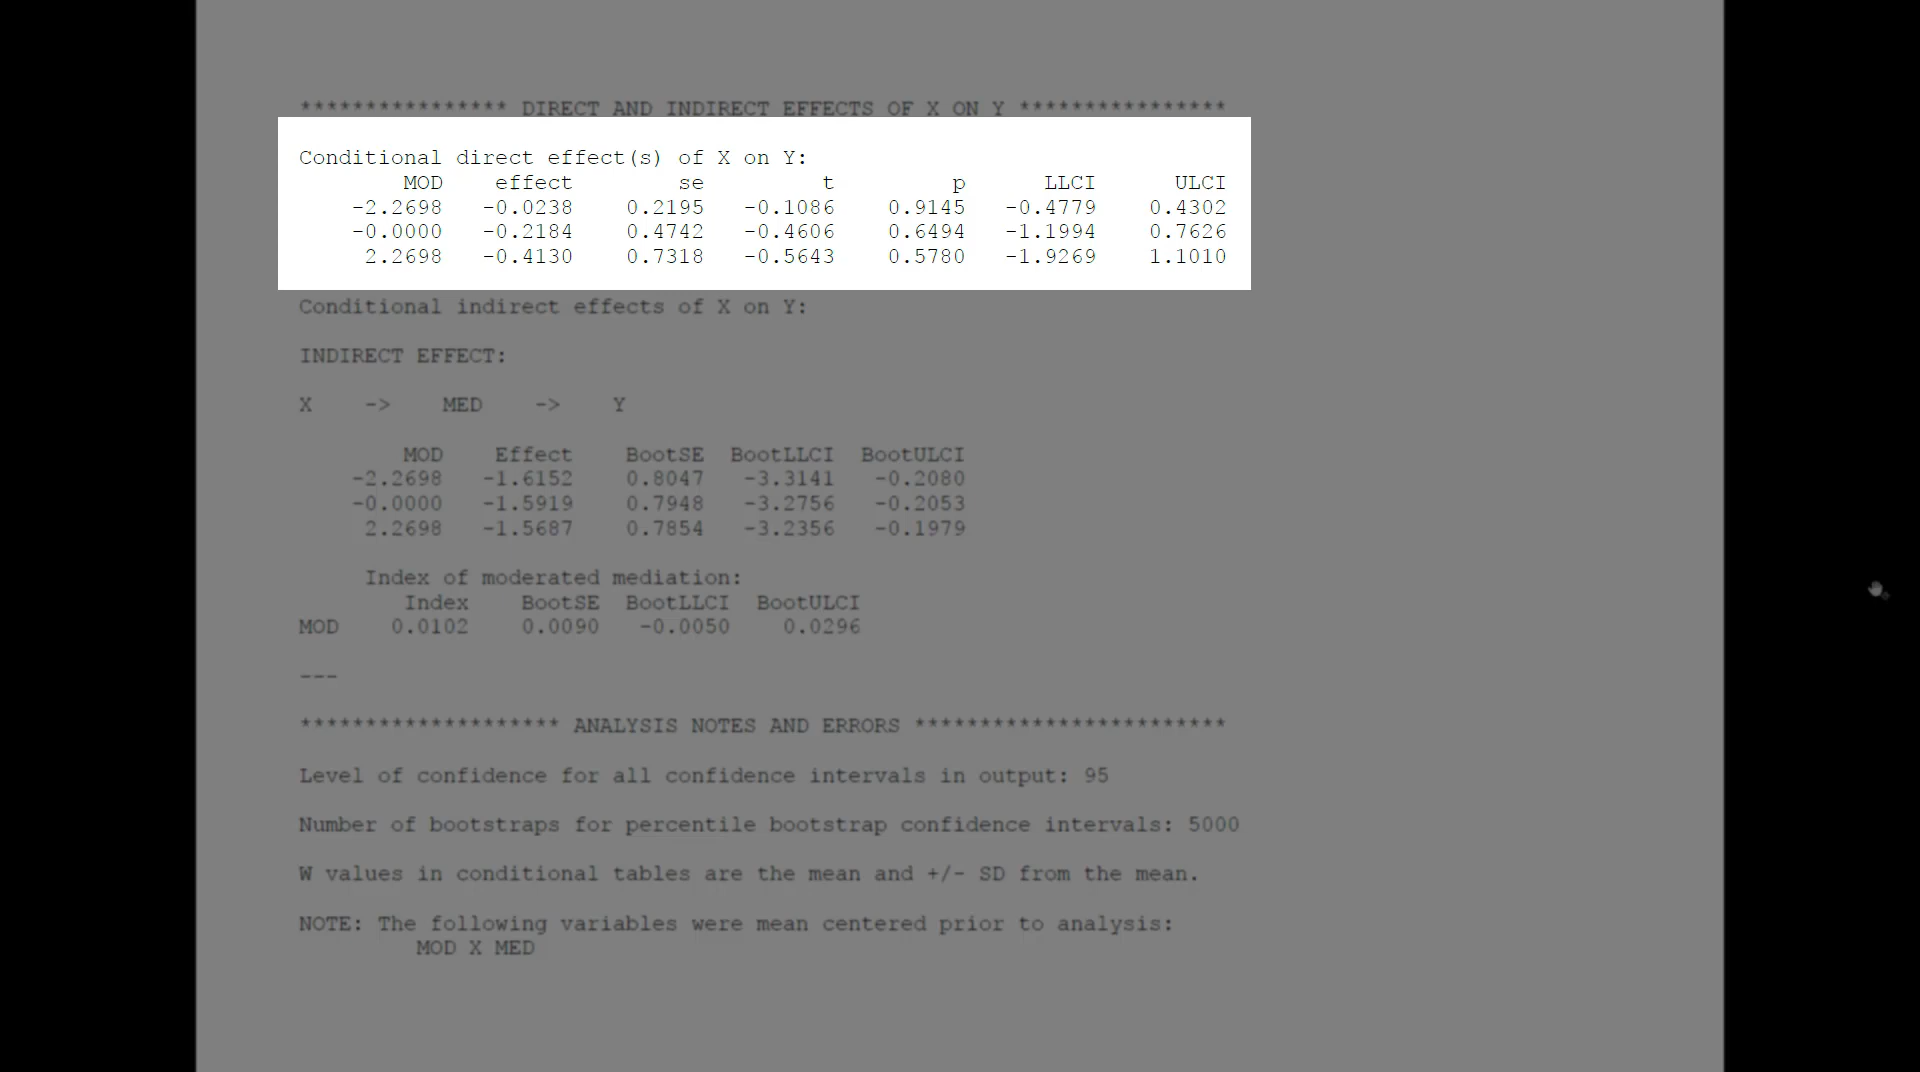 **************** DIRECT AND INDIRECT EFFECTS OF X ON Y ****************
Conditional direct effect(s) of X on Y:
MOD effect se t p LLCI ULCI
-2.2698 -0.0238 0.2195 -0.1086 0.9145 -0.4779 0.4302
-0.0000 -0.2184 0.4742 -0.4606 0.6494 -1.1994 0.7626
2.2698 -0.4130 0.7318 -0.5643 0.5780 -1.9269 1.1010
Conditional indirect effects of X on Y:
INDIRECT EFFECT:
X -> MED -> Y
MOD Effect BootSE BootLLCI BootULCI
-2.2698 -1.6152 0.8047 -3.3141 -0.2080
-0.0000 -1.5919 0.7948 -3.2756 -0.2053
2.2698 -1.5687 0.7854 -3.2356 -0.1979
Index of moderated mediation:
Index BootSE BootLLCI BootULCI
MOD 0.0102 0.0090 -0.0050 0.0296
---
******************** ANALYSIS NOTES AND ERRORS ************************
Level of confidence for all confidence intervals in output: 95
Number of bootstraps for percentile bootstrap confidence intervals: 5000
W values in conditional tables are the mean and +/- SD from the mean.
NOTE: The following variables were mean centered prior to analysis:
MOD X MED